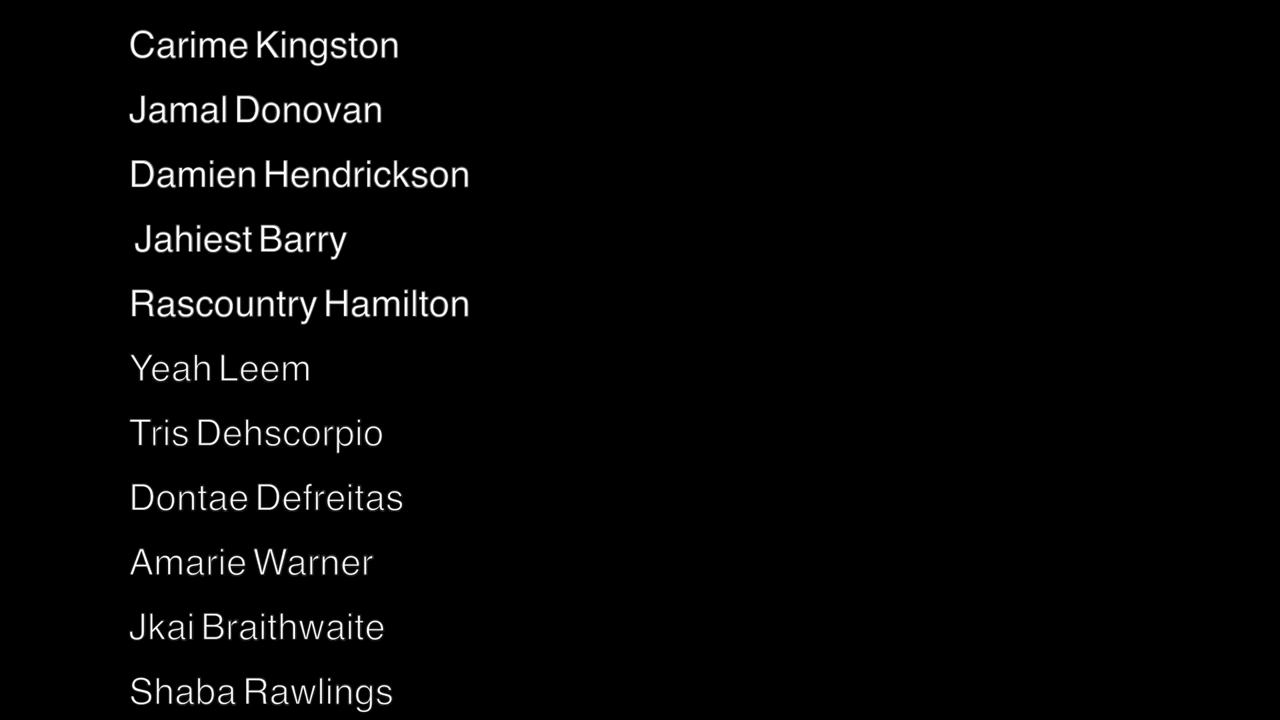 Carime Kingston
Jamal Donovan
Damien Hendrickson
Jahiest Barry
Rascountry Hamilton
Yeah Leem
Tris Dehscorpio
Dontae Defreitas
Amarie Warner
Jkai Braithwaite
Shaba Rawlings